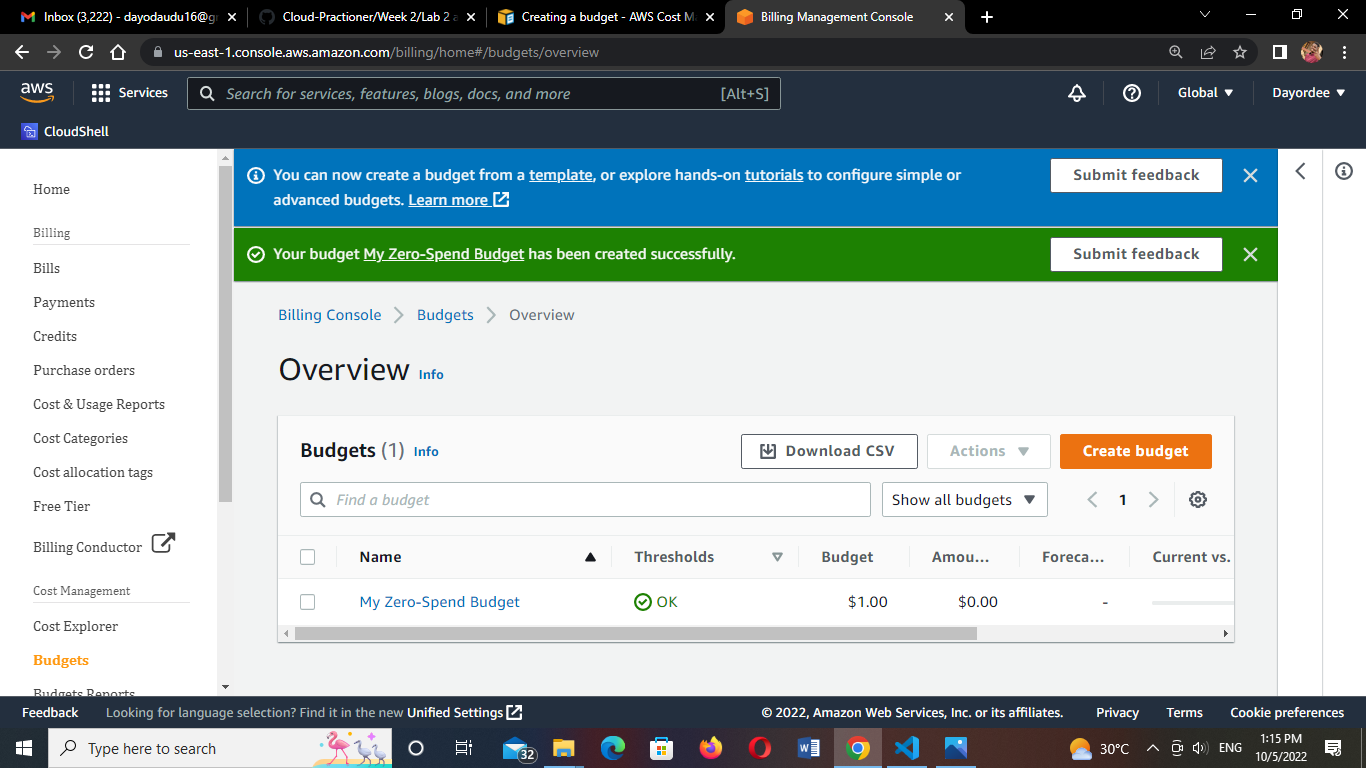 Inbox (3,222) - dayodaudu16@g
Cloud-Practioner/Week 2/Lab 2 a
Creating a budget - AWS Cost M
Billing Management Console
us-east-1.console.aws.amazon.com/billing/home#/budgets/overview
aws
Services
Search for services, features, blogs, docs, and more
[Alt+S]
Global
Dayordee
CloudShell
Home
Billing
Bills
Payments
Credits
Purchase orders
Cost & Usage Reports
Cost Categories
Cost allocation tags
Free Tier
Billing Conductor
Cost Management
Cost Explorer
Budgets
Budgets Reports
You can now create a budget from a template, or explore hands-on tutorials to configure simple or
advanced budgets. Learn more
Submit feedback
Your budget My Zero-Spend Budget has been created successfully.
Submit feedback
Billing Console
Budgets
Overview
Overview Info
Budgets (1) Info
Download CSV
Actions
Create budget
Find a budget
Show all budgets
1
Name Thresholds Budget Amou... Foreca... Current vs.
My Zero-Spend Budget OK $1.00 $0.00 -
Feedback
Looking for language selection? Find it in the new Unified Settings
© 2022, Amazon Web Services, Inc. or its affiliates.
Privacy
Terms
Cookie preferences
Type here to search
32
30°C
ENG
1:15 PM
10/5/2022